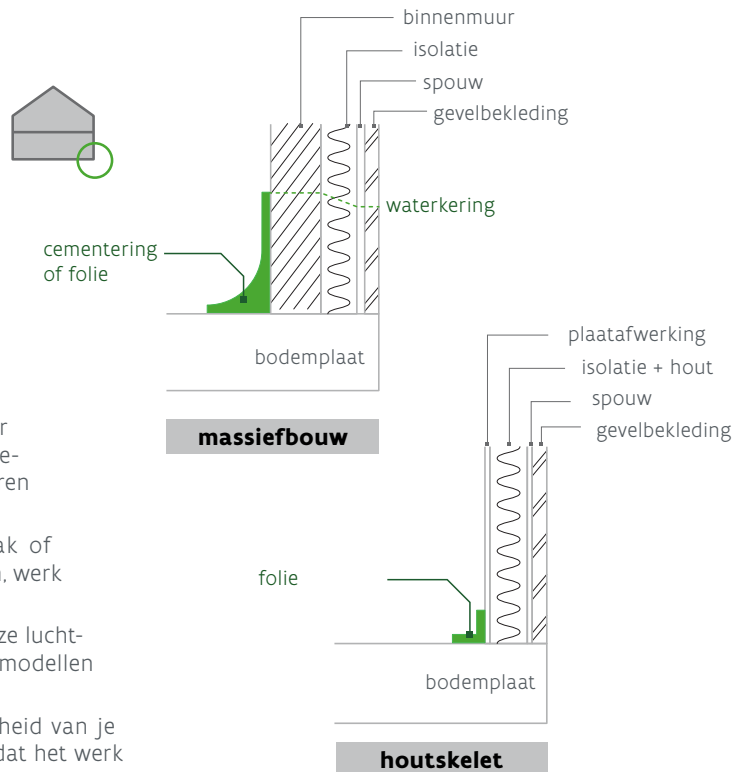 binnenmuur
isolatie
spouw
gevelbekleding
waterkering
cementering
of folie
bodemplaat
massiefbouw
plaatafwerking
isolatie + hout
spouw
gevelbekleding
folie
bodemplaat
houtskelet
r
e-
ren
ak of
, werk
ze lucht-
modellen
heid van je
dat het werk